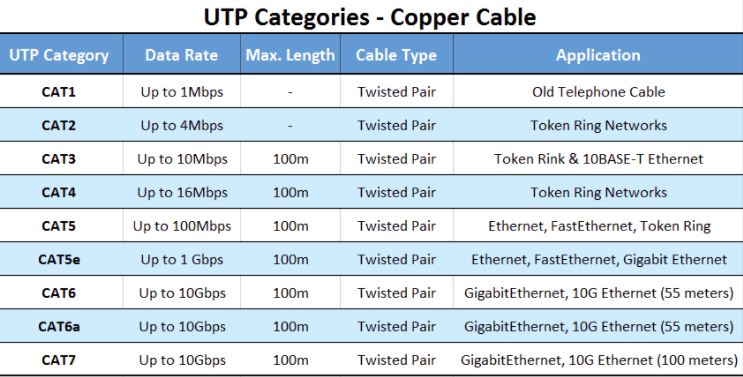 UTP Categories - Copper Cable
UTP Category Data Rate Max. Length Cable Type Application
CAT1 Up to 1Mbps - Twisted Pair Old Telephone Cable
CAT2 Up to 4Mbps - Twisted Pair Token Ring Networks
CAT3 Up to 10Mbps 100m Twisted Pair Token Rink & 10BASE-T Ethernet
CAT4 Up to 16Mbps 100m Twisted Pair Token Ring Networks
CAT5 Up to 100Mbps 100m Twisted Pair Ethernet, FastEthernet, Token Ring
CAT5e Up to 1 Gbps 100m Twisted Pair Ethernet, FastEthernet, Gigabit Ethernet
CAT6 Up to 10Gbps 100m Twisted Pair GigabitEthernet, 10G Ethernet (55 meters)
CAT6a Up to 10Gbps 100m Twisted Pair GigabitEthernet, 10G Ethernet (55 meters)
CAT7 Up to 10Gbps 100m Twisted Pair GigabitEthernet, 10G Ethernet (100 meters)